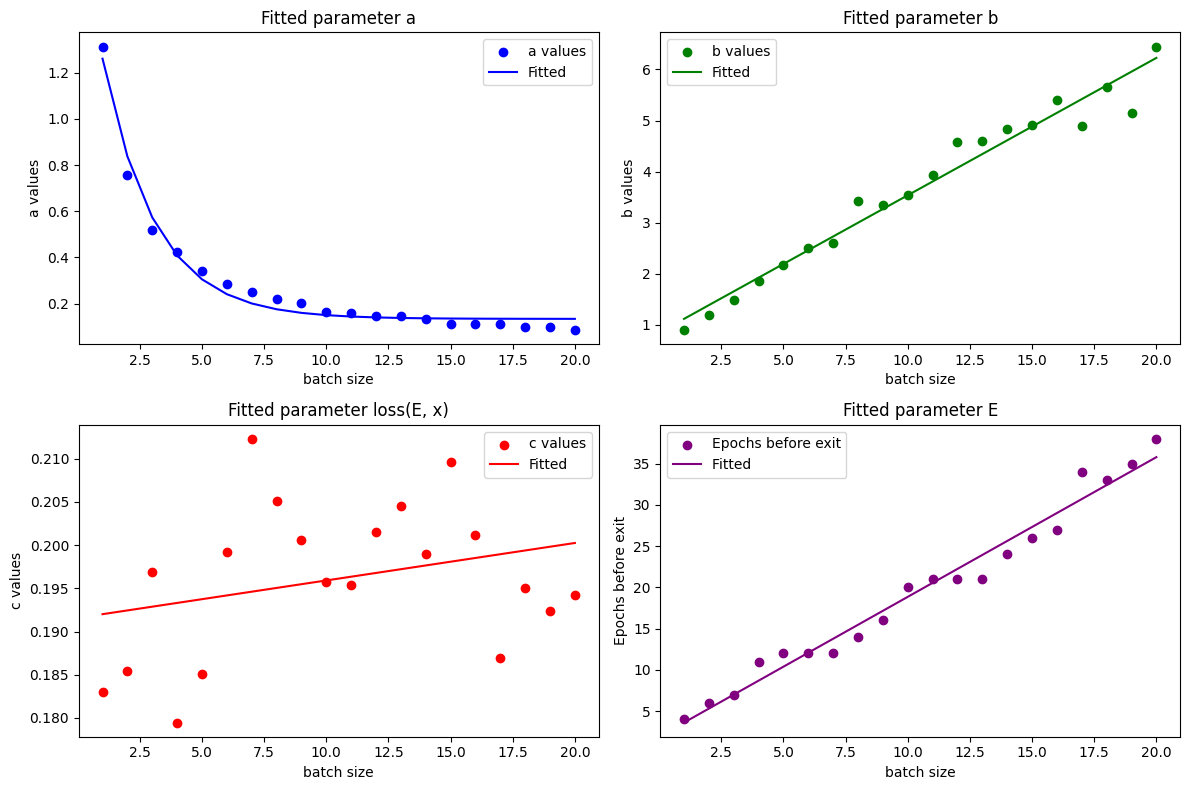 Fitted parameter a
a values
Fitted
a values
1.2
1.0
0.8
0.6
0.4
0.2
2.5 5.0 7.5 10.0 12.5 15.0 17.5 20.0
batch size
Fitted parameter b
b values
Fitted
b values
6
5
4
3
2
1
2.5 5.0 7.5 10.0 12.5 15.0 17.5 20.0
batch size
Fitted parameter loss(E, x)
c values
Fitted
c values
0.210
0.205
0.200
0.195
0.190
0.185
0.180
2.5 5.0 7.5 10.0 12.5 15.0 17.5 20.0
batch size
Fitted parameter E
Epochs before exit
Fitted
Epochs before exit
35
30
25
20
15
10
5
2.5 5.0 7.5 10.0 12.5 15.0 17.5 20.0
batch size